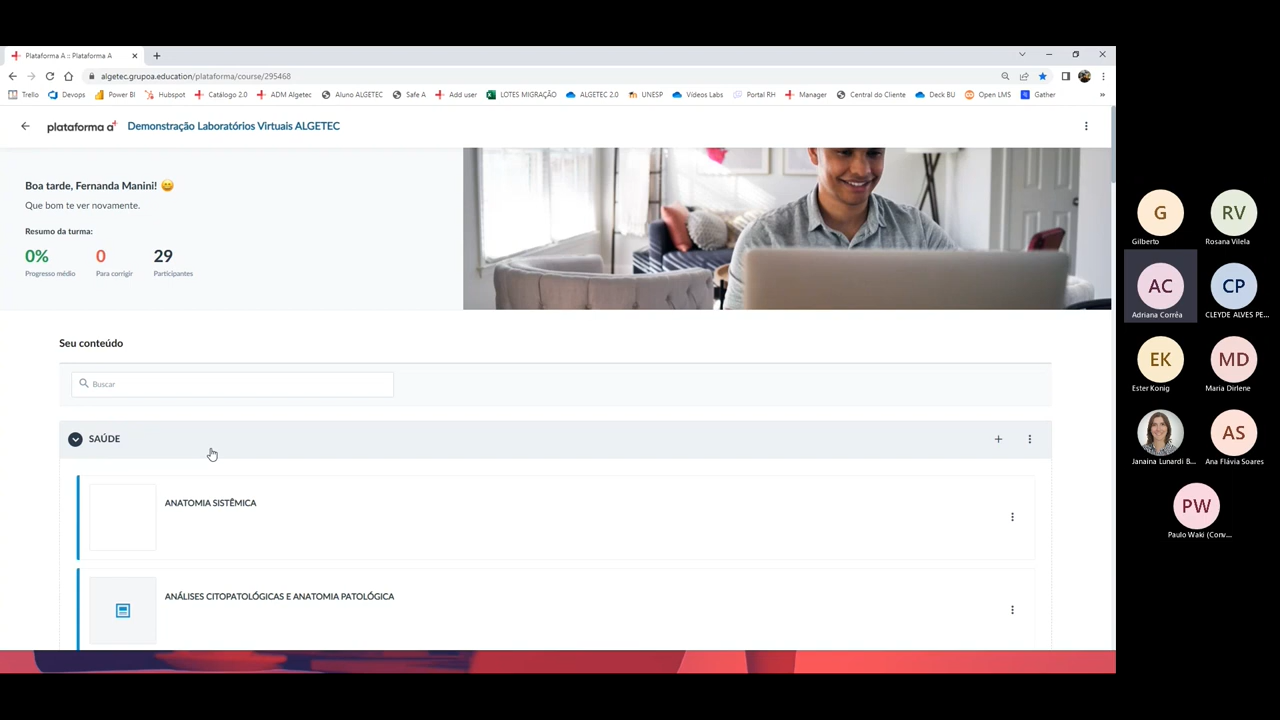 Plataforma A :: Plataforma A
algetec.grupoa.education/plataforma/course/295468
Trello Devops Power BI Hubspot Catálogo 2.0 ADM Algetec Aluno ALGETEC Safe A Add user LOTES MIGRAÇÃO ALGETEC 2.0 UNESP Vídeos Labs Portal RH Manager Central do Cliente Deck BU Open LMS Gather
plataforma a Demonstração Laboratórios Virtuais ALGETEC
Boa tarde, Fernanda Manini! 😄
Que bom te ver novamente.
Resumo da turma:
0% 0 29
Progresso médio Para corrigir Participantes
Seu conteúdo
Buscar
SAÚDE
ANATOMIA SISTÊMICA
ANÁLISES CITOPATOLÓGICAS E ANATOMIA PATOLÓGICA
G RV
Gilberto Rosana Vilela
AC CP
Adriana Corrêa CLEYDE ALVES PE...
EK MD
Ester Konig Maria Dirlene
AS
Janaina Lunardi B... Ana Flávia Soares
PW
Paulo Waki (Conv...